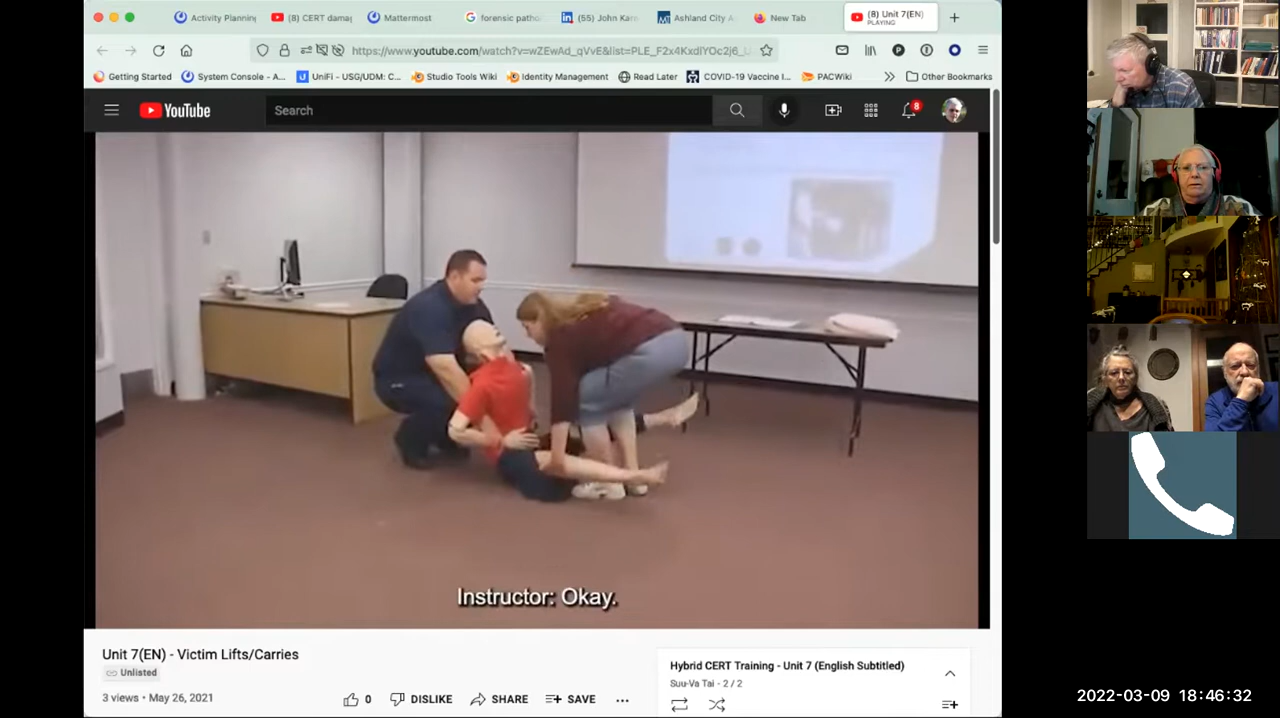 Activity Planning
(8) CERT damag
Mattermost
forensic patho
(55) John Karn
Ashland City A
New Tab
(8) Unit 7(EN)
PLAYING
https://www.youtube.com/watch?v=wZEwAd_qVvE&list=PLE_F2x4KxdlYOc2j6_
Getting Started
System Console - A...
UniFi - USG/UDM: C...
Studio Tools Wiki
Identity Management
Read Later
COVID-19 Vaccine I...
PACWiki
Other Bookmarks
YouTube
Search
8
Instructor: Okay.
Unit 7(EN) - Victim Lifts/Carries
Unlisted
3 views • May 26, 2021
0
DISLIKE
SHARE
SAVE
Hybrid CERT Training - Unit 7 (English Subtitled)
Suu-Va Tai - 2 / 2
2022-03-09 18:46:32